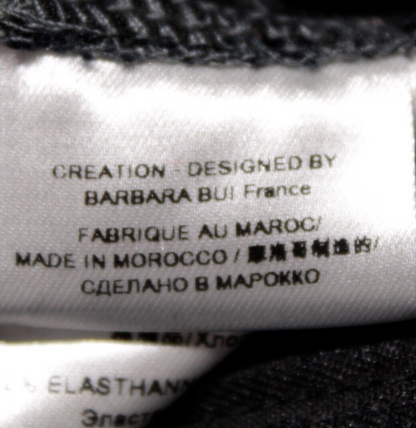 CREATION - DESIGNED BY
BARBARA BUI France
FABRIQUE AU MAROC/
MADE IN MOROCCO / 摩洛哥制造的/
СДЕЛАНО В МАРОККО
% ELASTHANN
Эласт